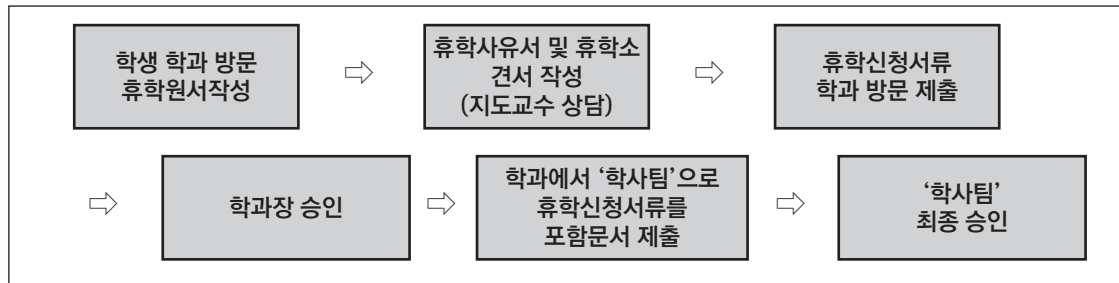 학생 학과 방문
휴학원서작성
⇨
휴학사유서 및 휴학소
견서 작성
(지도교수 상담)
⇨
휴학신청서류
학과 방문 제출
⇨
학과장 승인
⇨
학과에서 ‘학사팀’으로
휴학신청서류를
포함문서 제출
⇨
‘학사팀’
최종 승인